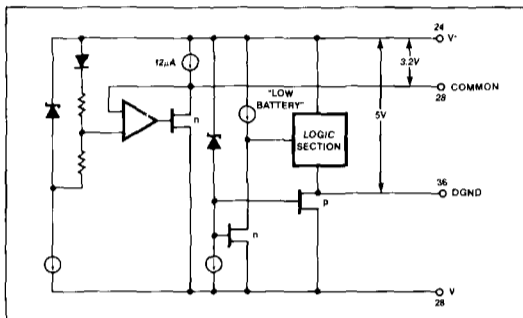 24
V+
12µA
3.2V
28 COMMON
"LOW
BATTERY"
LOGIC
SECTION
5V
36
DGND
n
p
n
V
28